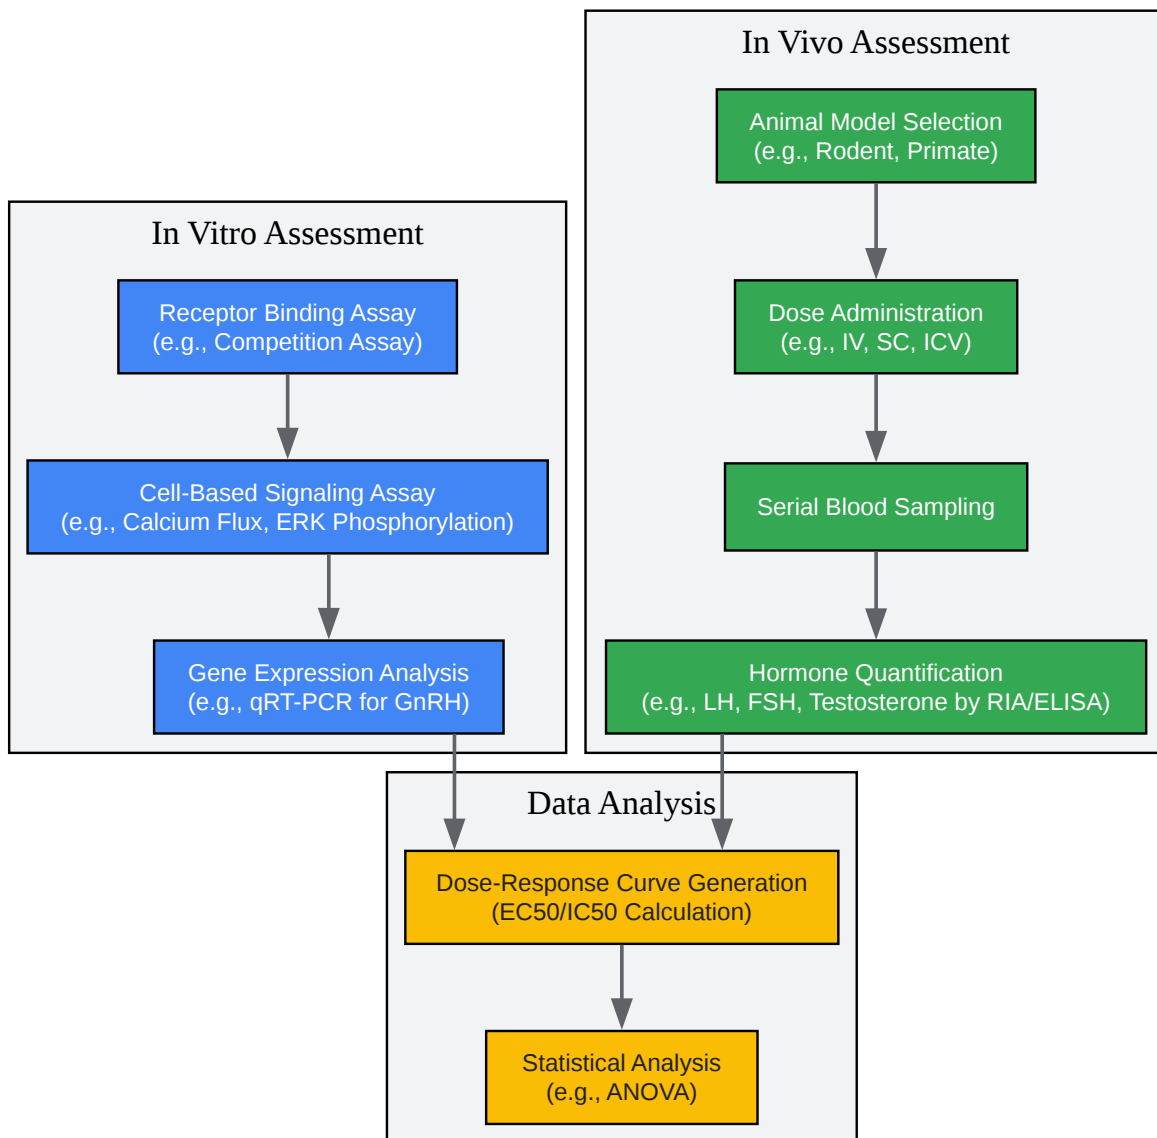 In Vitro Assessment
Receptor Binding Assay
(e.g., Competition Assay)
Cell-Based Signaling Assay
(e.g., Calcium Flux, ERK Phosphorylation)
Gene Expression Analysis
(e.g., qRT-PCR for GnRH)
In Vivo Assessment
Animal Model Selection
(e.g., Rodent, Primate)
Dose Administration
(e.g., IV, SC, ICV)
Serial Blood Sampling
Hormone Quantification
(e.g., LH, FSH, Testosterone by RIA/ELISA)
Data Analysis
Dose-Response Curve Generation
(EC50/IC50 Calculation)
Statistical Analysis
(e.g., ANOVA)